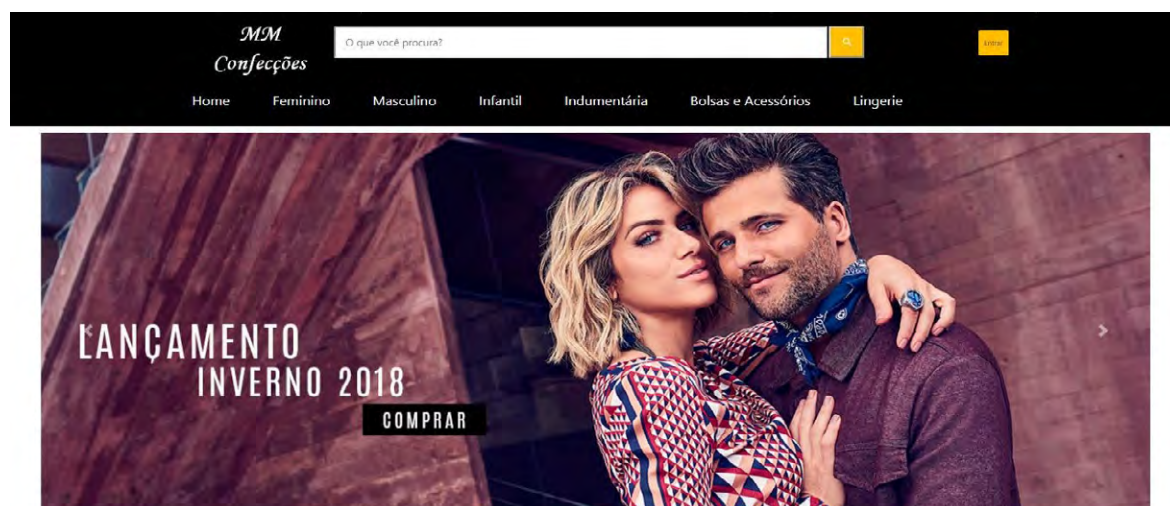 MM
Confecções
O que você procura?
Entrar
Home Feminino Masculino Infantil Indumentária Bolsas e Acessórios Lingerie
LANÇAMENTO
INVERNO 2018
COMPRAR